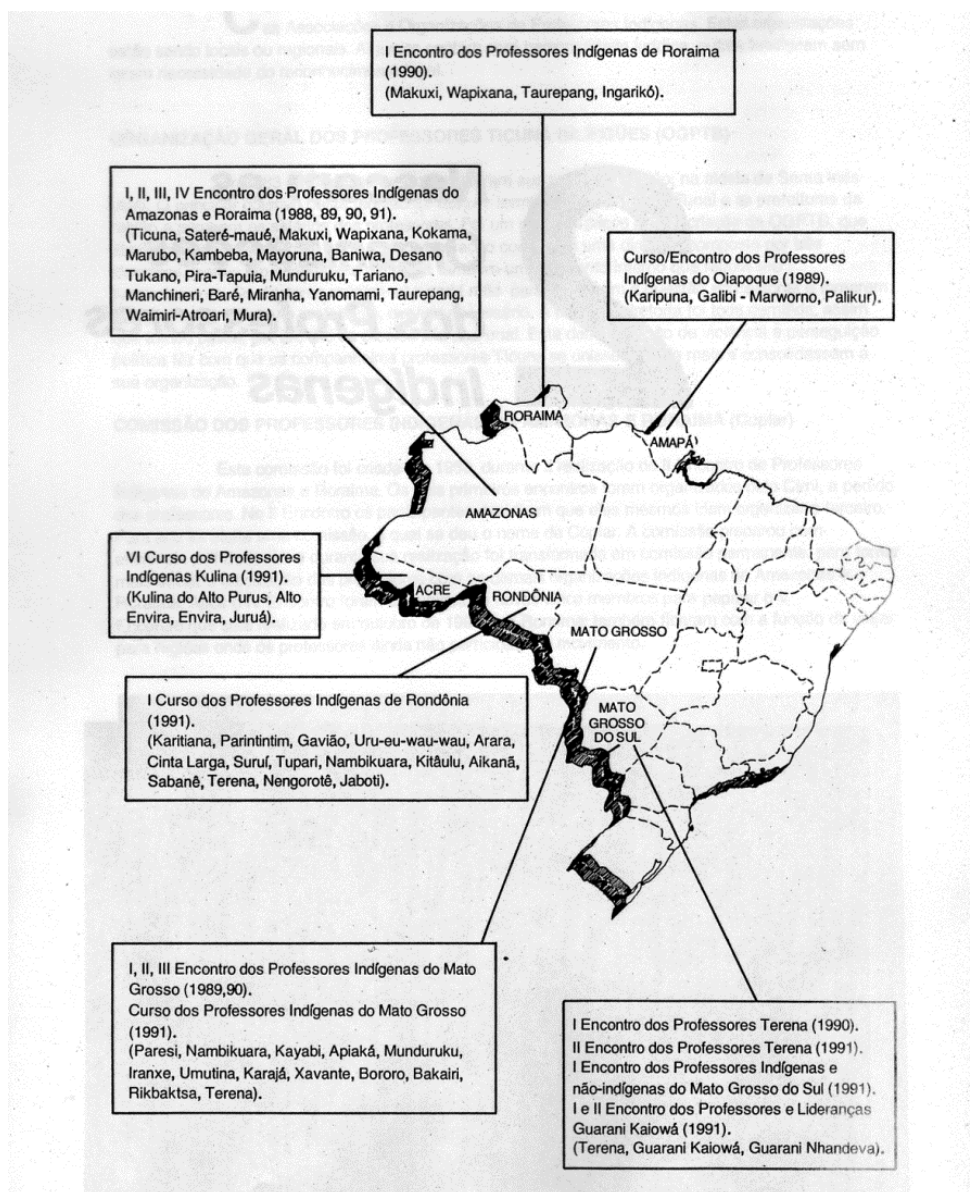 I Encontro dos Professores Indígenas de Roraima
(1990).
(Makuxi, Wapixana, Taurepang, Ingarikó).
I, II, III, IV Encontro dos Professores Indígenas do
Amazonas e Roraima (1988, 89, 90, 91).
(Ticuna, Sateré-maué, Makuxi, Wapixana, Kokama,
Marubo, Kambeba, Mayoruna, Baniwa, Desano
Tukano, Pira-Tapuia, Munduruku, Tariano,
Manchineri, Baré, Miranha, Yanomami, Taurepang,
Waimiri-Atroari, Mura).
Curso/Encontro dos Professores
Indígenas do Oiapoque (1989).
(Karipuna, Galibi - Marworno, Palikur).
RORAIMA
AMAPÁ
AMAZONAS
VI Curso dos Professores
Indígenas Kulina (1991).
(Kulina do Alto Purus, Alto
Envira, Envira, Juruá).
ACRE
RONDÔNIA
MATO GROSSO
MATO
GROSSO
DO SUL
I Curso dos Professores Indígenas de Rondônia
(1991).
(Karitiana, Parintintim, Gavião, Uru-eu-wau-wau, Arara,
Cinta Larga, Suruí, Tupari, Nambikuara, Kitâulu, Aikanã,
Sabanê, Terena, Nengorotê, Jaboti).
I, II, III Encontro dos Professores Indígenas do Mato
Grosso (1989,90).
Curso dos Professores Indígenas do Mato Grosso
(1991).
(Paresi, Nambikuara, Kayabi, Apiaká, Munduruku,
Iranxe, Umutina, Karajá, Xavante, Bororo, Bakairi,
Rikbaktsa, Terena).
I Encontro dos Professores Terena (1990).
II Encontro dos Professores Terena (1991).
I Encontro dos Professores Indígenas e
não-indígenas do Mato Grosso do Sul (1991).
I e II Encontro dos Professores e Lideranças
Guarani Kaiowá (1991).
(Terena, Guarani Kaiowá, Guarani Nhandeva).